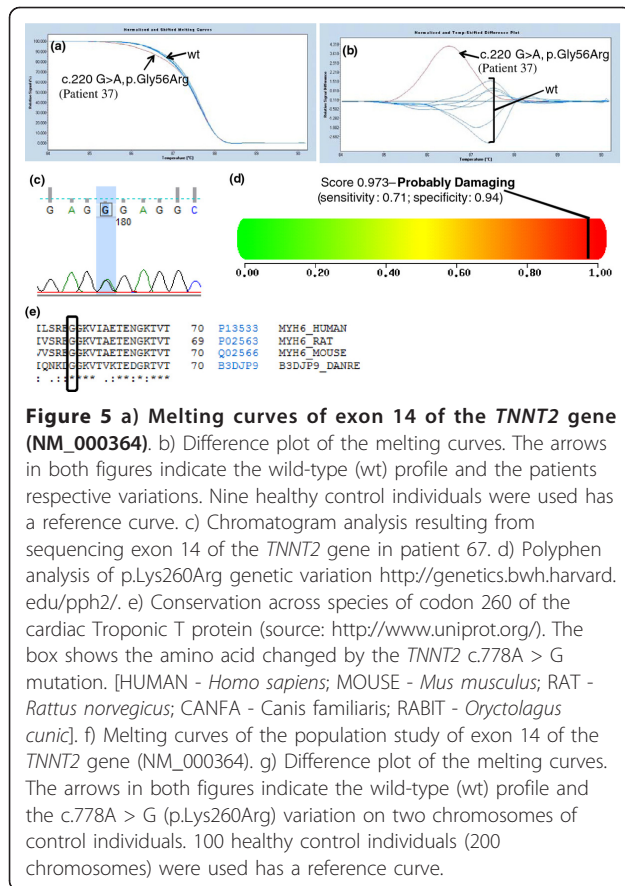 Normalized and Shifted Melting Curves
(a)
wt
c.220 G>A, p.Gly56Arg
(Patient 37)
Temperature (°C)
Normalized and Temp-Shifted Difference Plot
(b)
c.220 G>A, p.Gly56Arg
(Patient 37)
wt
Temperature (°C)
(c)
G A G G G A G G C
180
(d)
Score 0.973–Probably Damaging
(sensitivity: 0.71; specificity: 0.94)
0.00 0.20 0.40 0.60 0.80 1.00
(e)
70 P13533 MYH6_HUMAN
69 P02563 MYH6_RAT
70 Q02566 MYH6_MOUSE
70 B3DJP9 B3DJP9_DANRE
: .:***** .:**:*:***
Figure 5 a) Melting curves of exon 14 of the TNNT2 gene
(NM_000364). b) Difference plot of the melting curves. The arrows
in both figures indicate the wild-type (wt) profile and the patients
respective variations. Nine healthy control individuals were used has
a reference curve. c) Chromatogram analysis resulting from
sequencing exon 14 of the TNNT2 gene in patient 67. d) Polyphen
analysis of p.Lys260Arg genetic variation http://genetics.bwh.harvard.
edu/pph2/. e) Conservation across species of codon 260 of the
cardiac Troponic T protein (source: http://www.uniprot.org/). The
box shows the amino acid changed by the TNNT2 c.778A > G
mutation. [HUMAN - Homo sapiens; MOUSE - Mus musculus; RAT -
Rattus norvegicus; CANFA - Canis familiaris; RABIT - Oryctolagus
cunic]. f) Melting curves of the population study of exon 14 of the
TNNT2 gene (NM_000364). g) Difference plot of the melting curves.
The arrows in both figures indicate the wild-type (wt) profile and
the c.778A > G (p.Lys260Arg) variation on two chromosomes of
control individuals. 100 healthy control individuals (200
chromosomes) were used has a reference curve.